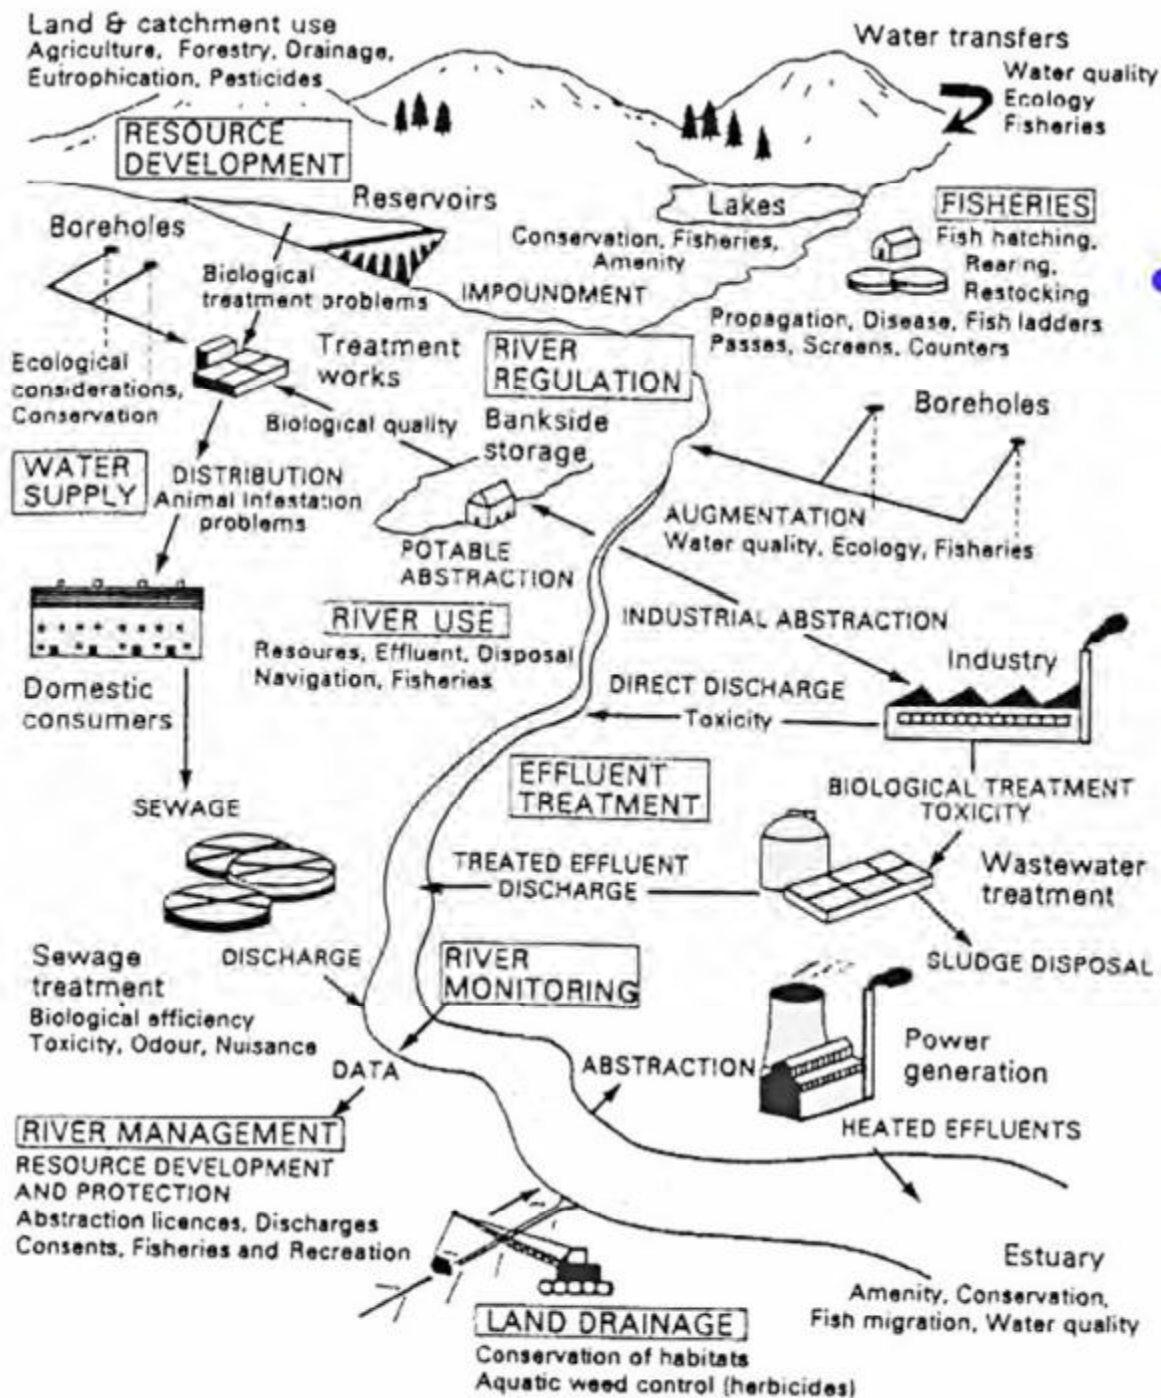 Land & catchment use
Agriculture, Forestry, Drainage,
Eutrophication, Pesticides
Water transfers
Water quality
Ecology
Fisheries
RESOURCE
DEVELOPMENT
Reservoirs
Lakes
FISHERIES
Boreholes
Conservation, Fisheries,
Amenity
Fish hatching,
Rearing,
Restocking
Biological
treatment problems
IMPOUNDMENT
Propagation, Disease, Fish ladders
Passes, Screens, Counters
Ecological
considerations,
Conservation
Treatment
works
RIVER
REGULATION
Biological quality
Bankside
storage
Boreholes
WATER
SUPPLY
DISTRIBUTION
Animal Infestation
problems
AUGMENTATION
Water quality, Ecology, Fisheries
POTABLE
ABSTRACTION
RIVER USE
Resoures, Effluent, Disposal
Navigation, Fisheries
INDUSTRIAL ABSTRACTION
Industry
Domestic
consumers
DIRECT DISCHARGE
Toxicity
EFFLUENT
TREATMENT
BIOLOGICAL TREATMENT
TOXICITY
SEWAGE
TREATED EFFLUENT
DISCHARGE
Wastewater
treatment
Sewage
treatment
Biological efficiency
Toxicity, Odour, Nuisance
DISCHARGE
RIVER
MONITORING
SLUDGE DISPOSAL
DATA
ABSTRACTION
Power
generation
HEATED EFFLUENTS
RIVER MANAGEMENT
RESOURCE DEVELOPMENT
AND PROTECTION
Abstraction licences, Discharges
Consents, Fisheries and Recreation
Estuary
Amenity, Conservation,
Fish migration, Water quality
LAND DRAINAGE
Conservation of habitats
Aquatic weed control (herbicides)